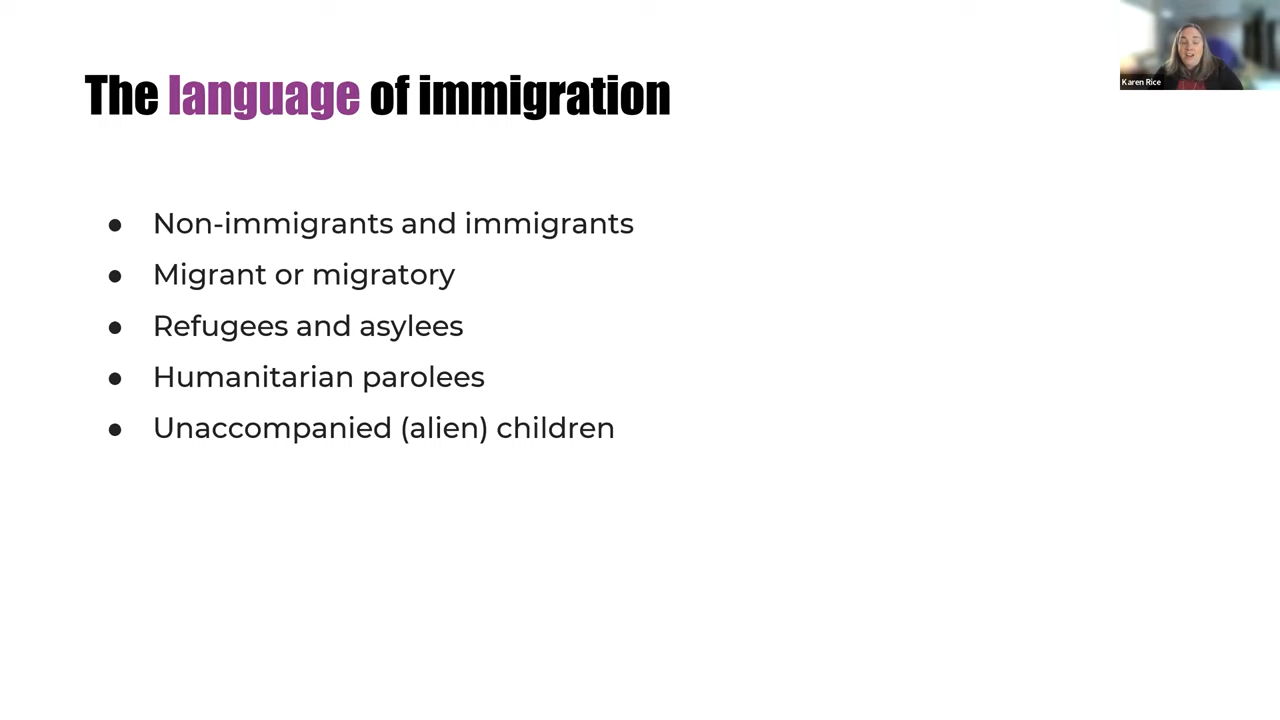 The language of immigration
Karen Rice
● Non-immigrants and immigrants
● Migrant or migratory
● Refugees and asylees
● Humanitarian parolees
● Unaccompanied (alien) children